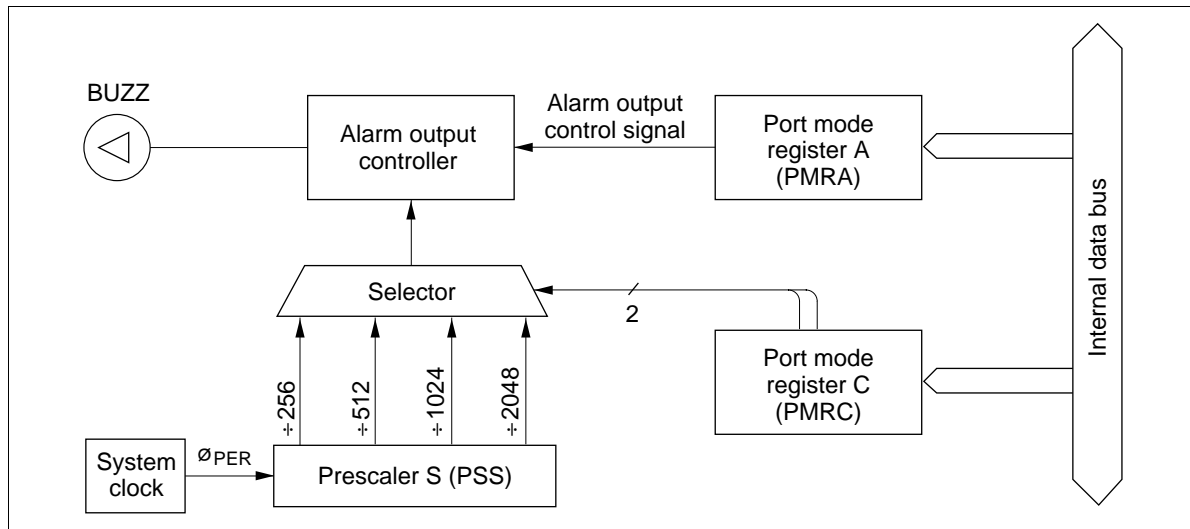 BUZZ
Alarm output
controller
Alarm output
control signal
Port mode
register A
(PMRA)
Internal data bus
Selector
2
Port mode
register C
(PMRC)
÷256
÷512
÷1024
÷2048
System
clock
øPER
Prescaler S (PSS)